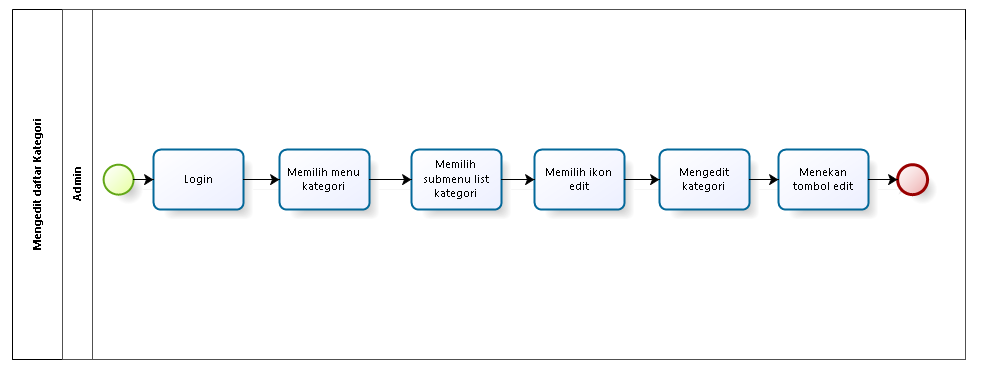 Mengedit daftar Kategori
Admin
Login
Memilih menu
kategori
Memilih
submenu list
kategori
Memilih ikon
edit
Mengedit
kategori
Menekan
tombol edit